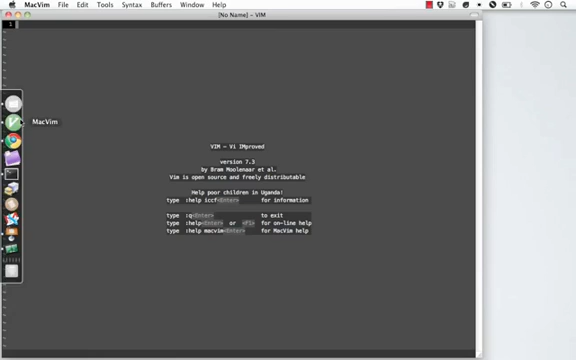 MacVim File Edit Tools Syntax Buffers Window Help
[No Name] – VIM
1
MacVim
VIM – Vi IMproved
version 7.3
by Bram Moolenaar et al.
Vim is open source and freely distributable
Help poor children in Uganda!
type :help iccf<Enter> for information
type :q<Enter> to exit
type :help<Enter> or <F1> for on-line help
type :help macvim<Enter> for MacVim help